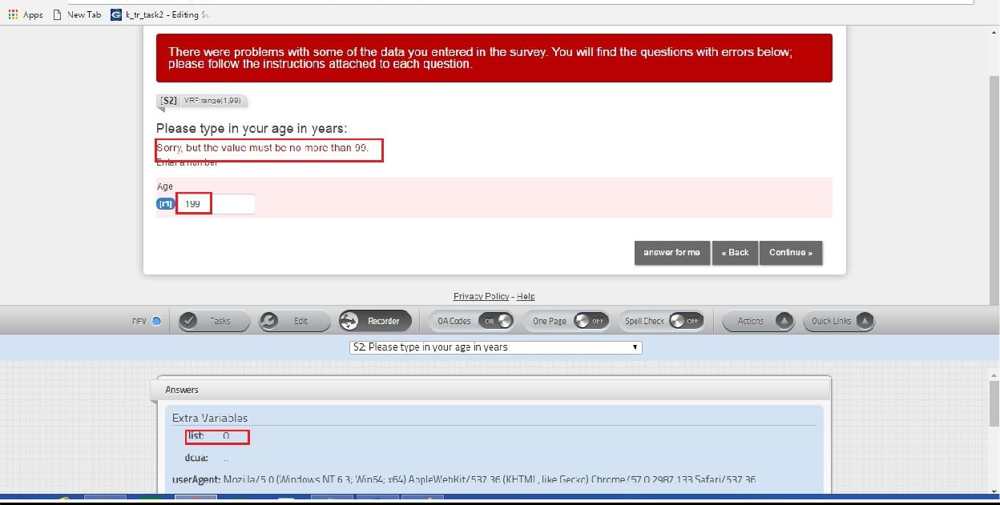 Apps New Tab k_tr_task2 - Editing Su
There were problems with some of the data you entered in the survey. You will find the questions with errors below;
please follow the instructions attached to each question.
[S2] VRF:range(1,99)
Please type in your age in years:
Sorry, but the value must be no more than 99.
Enter a number
Age
[r1] 199
answer for me « Back Continue »
Privacy Policy - Help
DEV Tasks Edit Recorder QA Codes ON One Page OFF Spell Check OFF Actions Quick Links
S2: Please type in your age in years
Answers
Extra Variables
list: 0
dcua: ..
userAgent: Mozilla/5.0 (Windows NT 6.3; Win64; x64) AppleWebKit/537.36 (KHTML, like Gecko) Chrome/57.0.2987.133 Safari/537.36